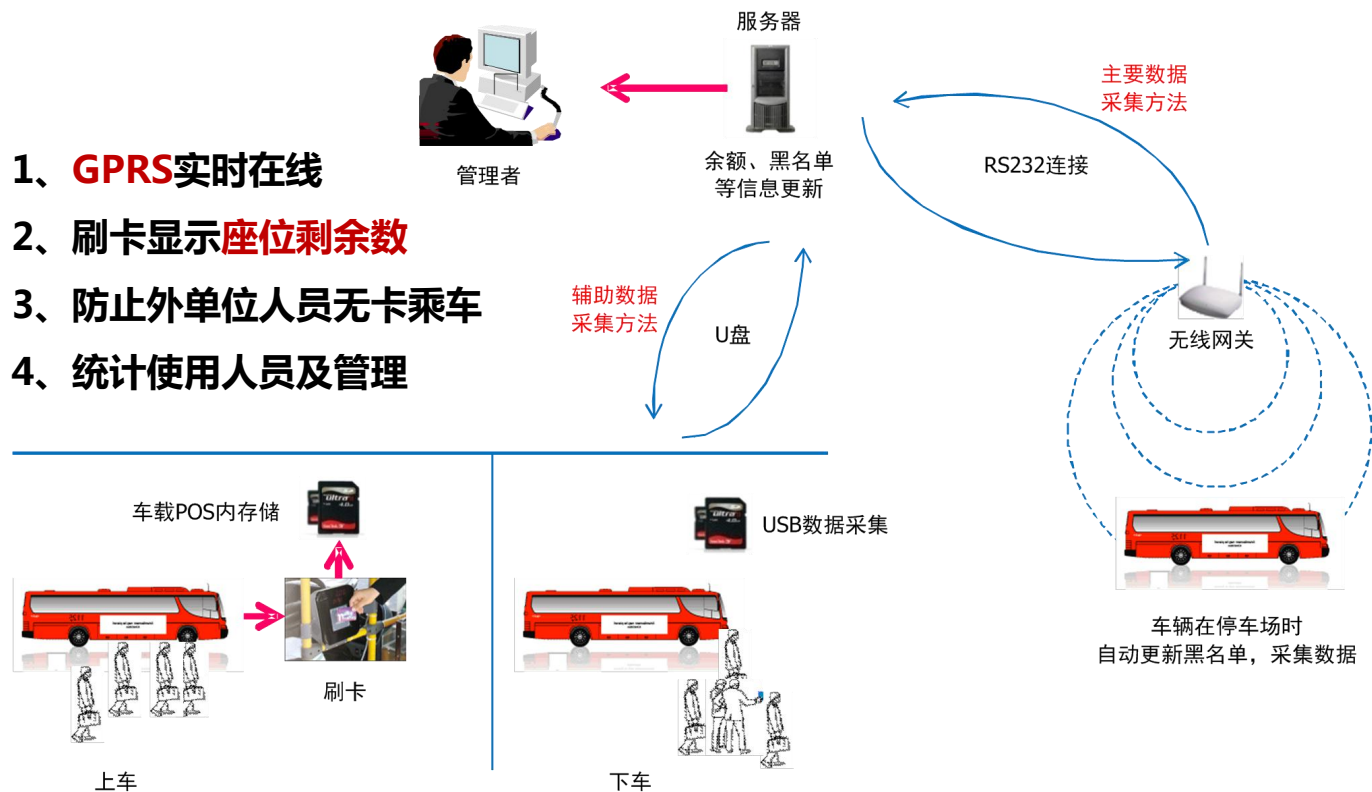 服务器
主要数据
采集方法
管理者
余额、黑名单
等信息更新
RS232连接
1、GPRS实时在线
2、刷卡显示座位剩余数
3、防止外单位人员无卡乘车
4、统计使用人员及管理
辅助数据
采集方法
U盘
无线网关
车载POS内存储
USB数据采集
刷卡
车辆在停车场时
自动更新黑名单，采集数据
上车
下车
ultra
ultra